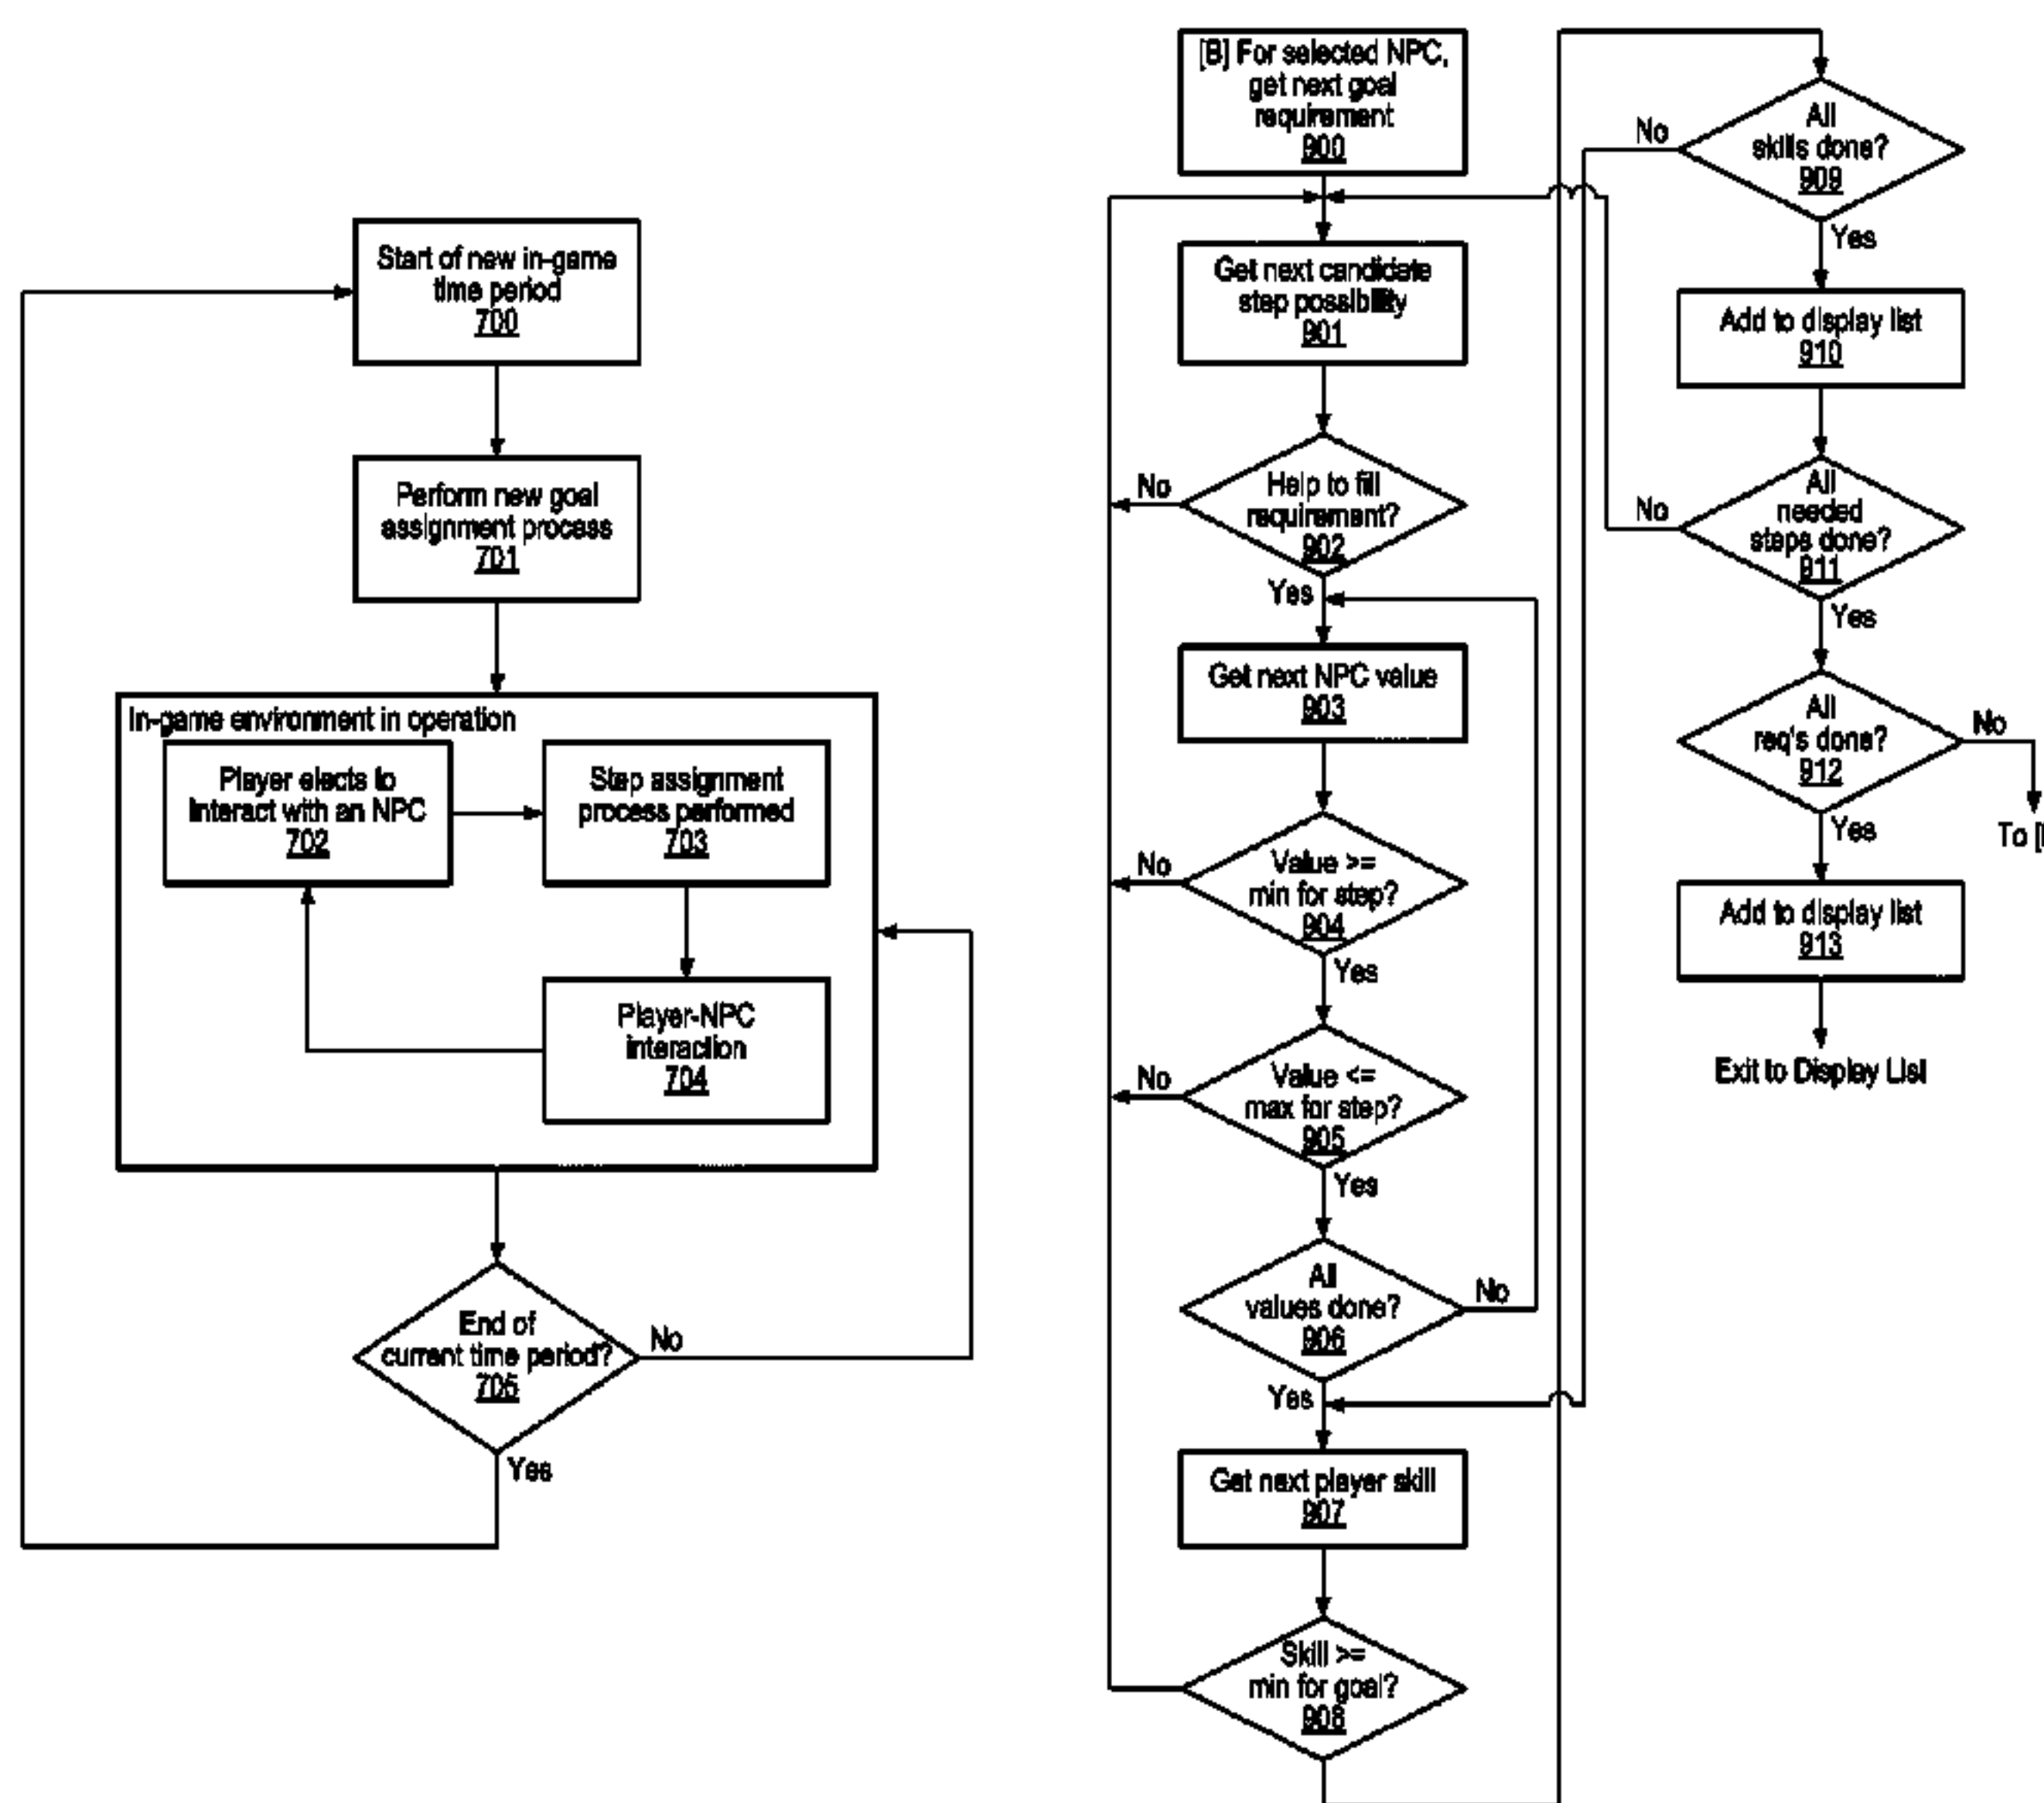 Start of new in-game
time period
700
Perform new goal
assignment process
701
In-game environment in operation
Player elects to
interact with an NPC
702
Step assignment
process performed
703
Player-NPC
interaction
704
End of
current time period?
705
No
Yes
[B] For selected NPC,
get next goal
requirement
900
Get next candidate
step possibility
901
Help to fill
requirement?
902
No
Yes
Get next NPC value
903
Value >=
min for step?
904
No
Yes
Value <=
max for step?
905
No
Yes
All
values done?
906
No
Yes
Get next player skill
907
Skill >=
min for goal?
908
All
skills done?
909
No
Yes
Add to display list
910
All
needed
steps done?
911
No
Yes
All
req's done?
912
No
To
Yes
Add to display list
913
Exit to Display List